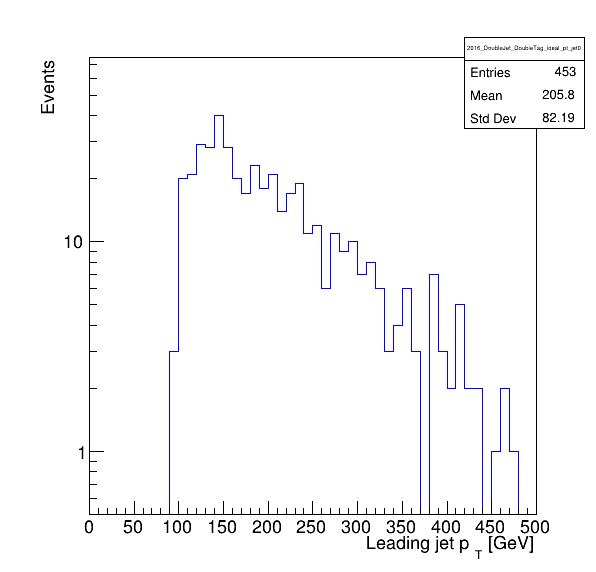 2016_DoubleJet_DoubleTag_ideal_pt_jet0
Entries 453
Mean 205.8
Std Dev 82.19
Events
10
1
0 50 100 150 200 250 300 350 400 450 500
Leading jet p T [GeV]